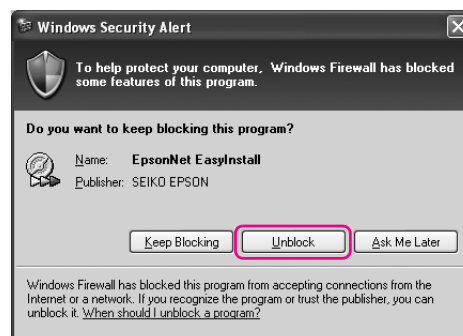 Windows Security Alert
To help protect your computer, Windows Firewall has blocked
some features of this program.
Do you want to keep blocking this program?
Name: EpsonNet EasyInstall
Publisher: SEIKO EPSON
Keep Blocking Unblock Ask Me Later
Windows Firewall has blocked this program from accepting connections from the
Internet or a network. If you recognize the program or trust the publisher, you can
unblock it. When should I unblock a program?